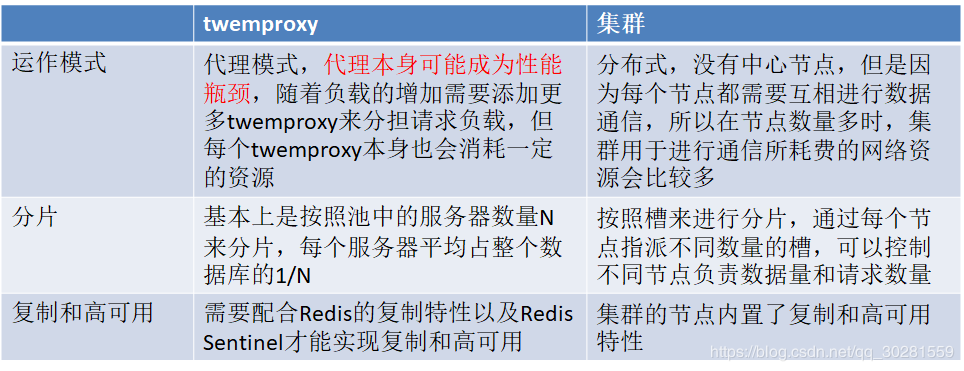 twemproxy 集群
运作模式
代理模式，代理本身可能成为性能
瓶颈，随着负载的增加需要添加更
多twemproxy来分担请求负载，但
每个twemproxy本身也会消耗一定
的资源
分布式，没有中心节点，但是因
为每个节点都需要互相进行数据
通信，所以在节点数量多时，集
群用于进行通信所耗费的网络资
源会比较多
分片
基本上是按照池中的服务器数量N
来分片，每个服务器平均占整个数
据库的1/N
按照槽来进行分片，通过每个节
点指派不同数量的槽，可以控制
不同节点负责数据量和请求数量
复制和高可用
需要配合Redis的复制特性以及Redis
Sentinel才能实现复制和高可用
集群的节点内置了复制和高可用
特性
https://blog.csdn.net/qq_30281559